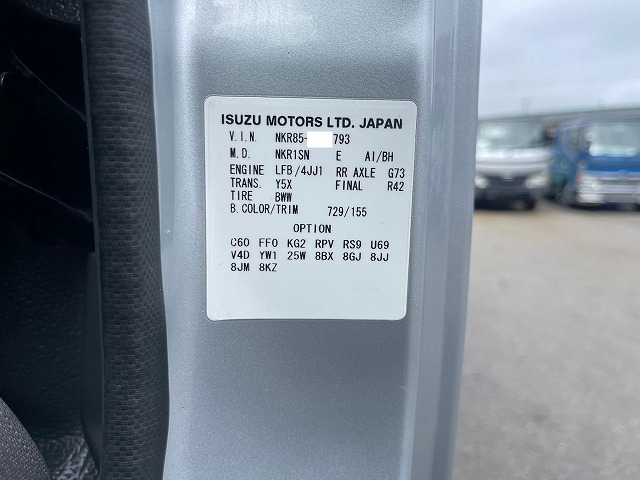 ISUZU MOTORS LTD. JAPAN
V.I.N. NKR85- 793
M.D. NKR1SN E AI/BH
ENGINE LFB/4JJ1 RR AXLE G73
TRANS. Y5X FINAL R42
TIRE BWW
B.COLOR/TRIM 729/155
OPTION
C60 FF0 KG2 RPV RS9 U69
V4D YW1 25W 8BX 8GJ 8JJ
8JM 8KZ